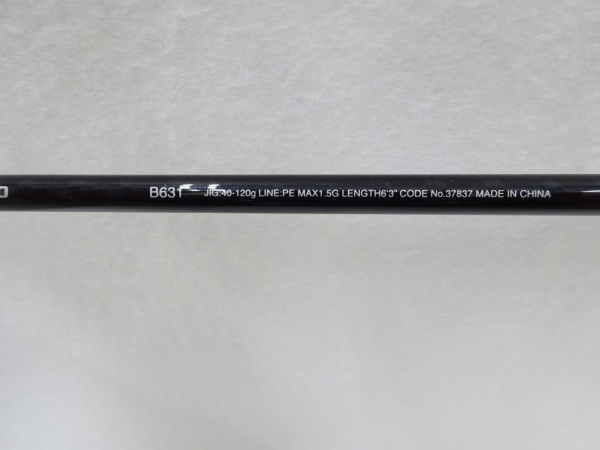 B631 JIG:40-120g LINE:PE MAX1.5G LENGTH6'3" CODE No.37837 MADE IN CHINA